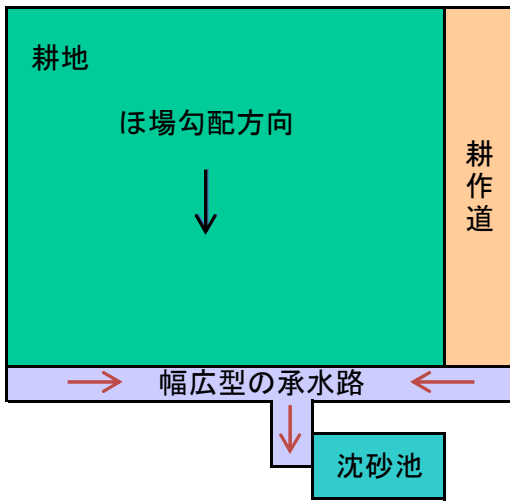 耕地
ほ場勾配方向
耕作道
幅広型の承水路
沈砂池